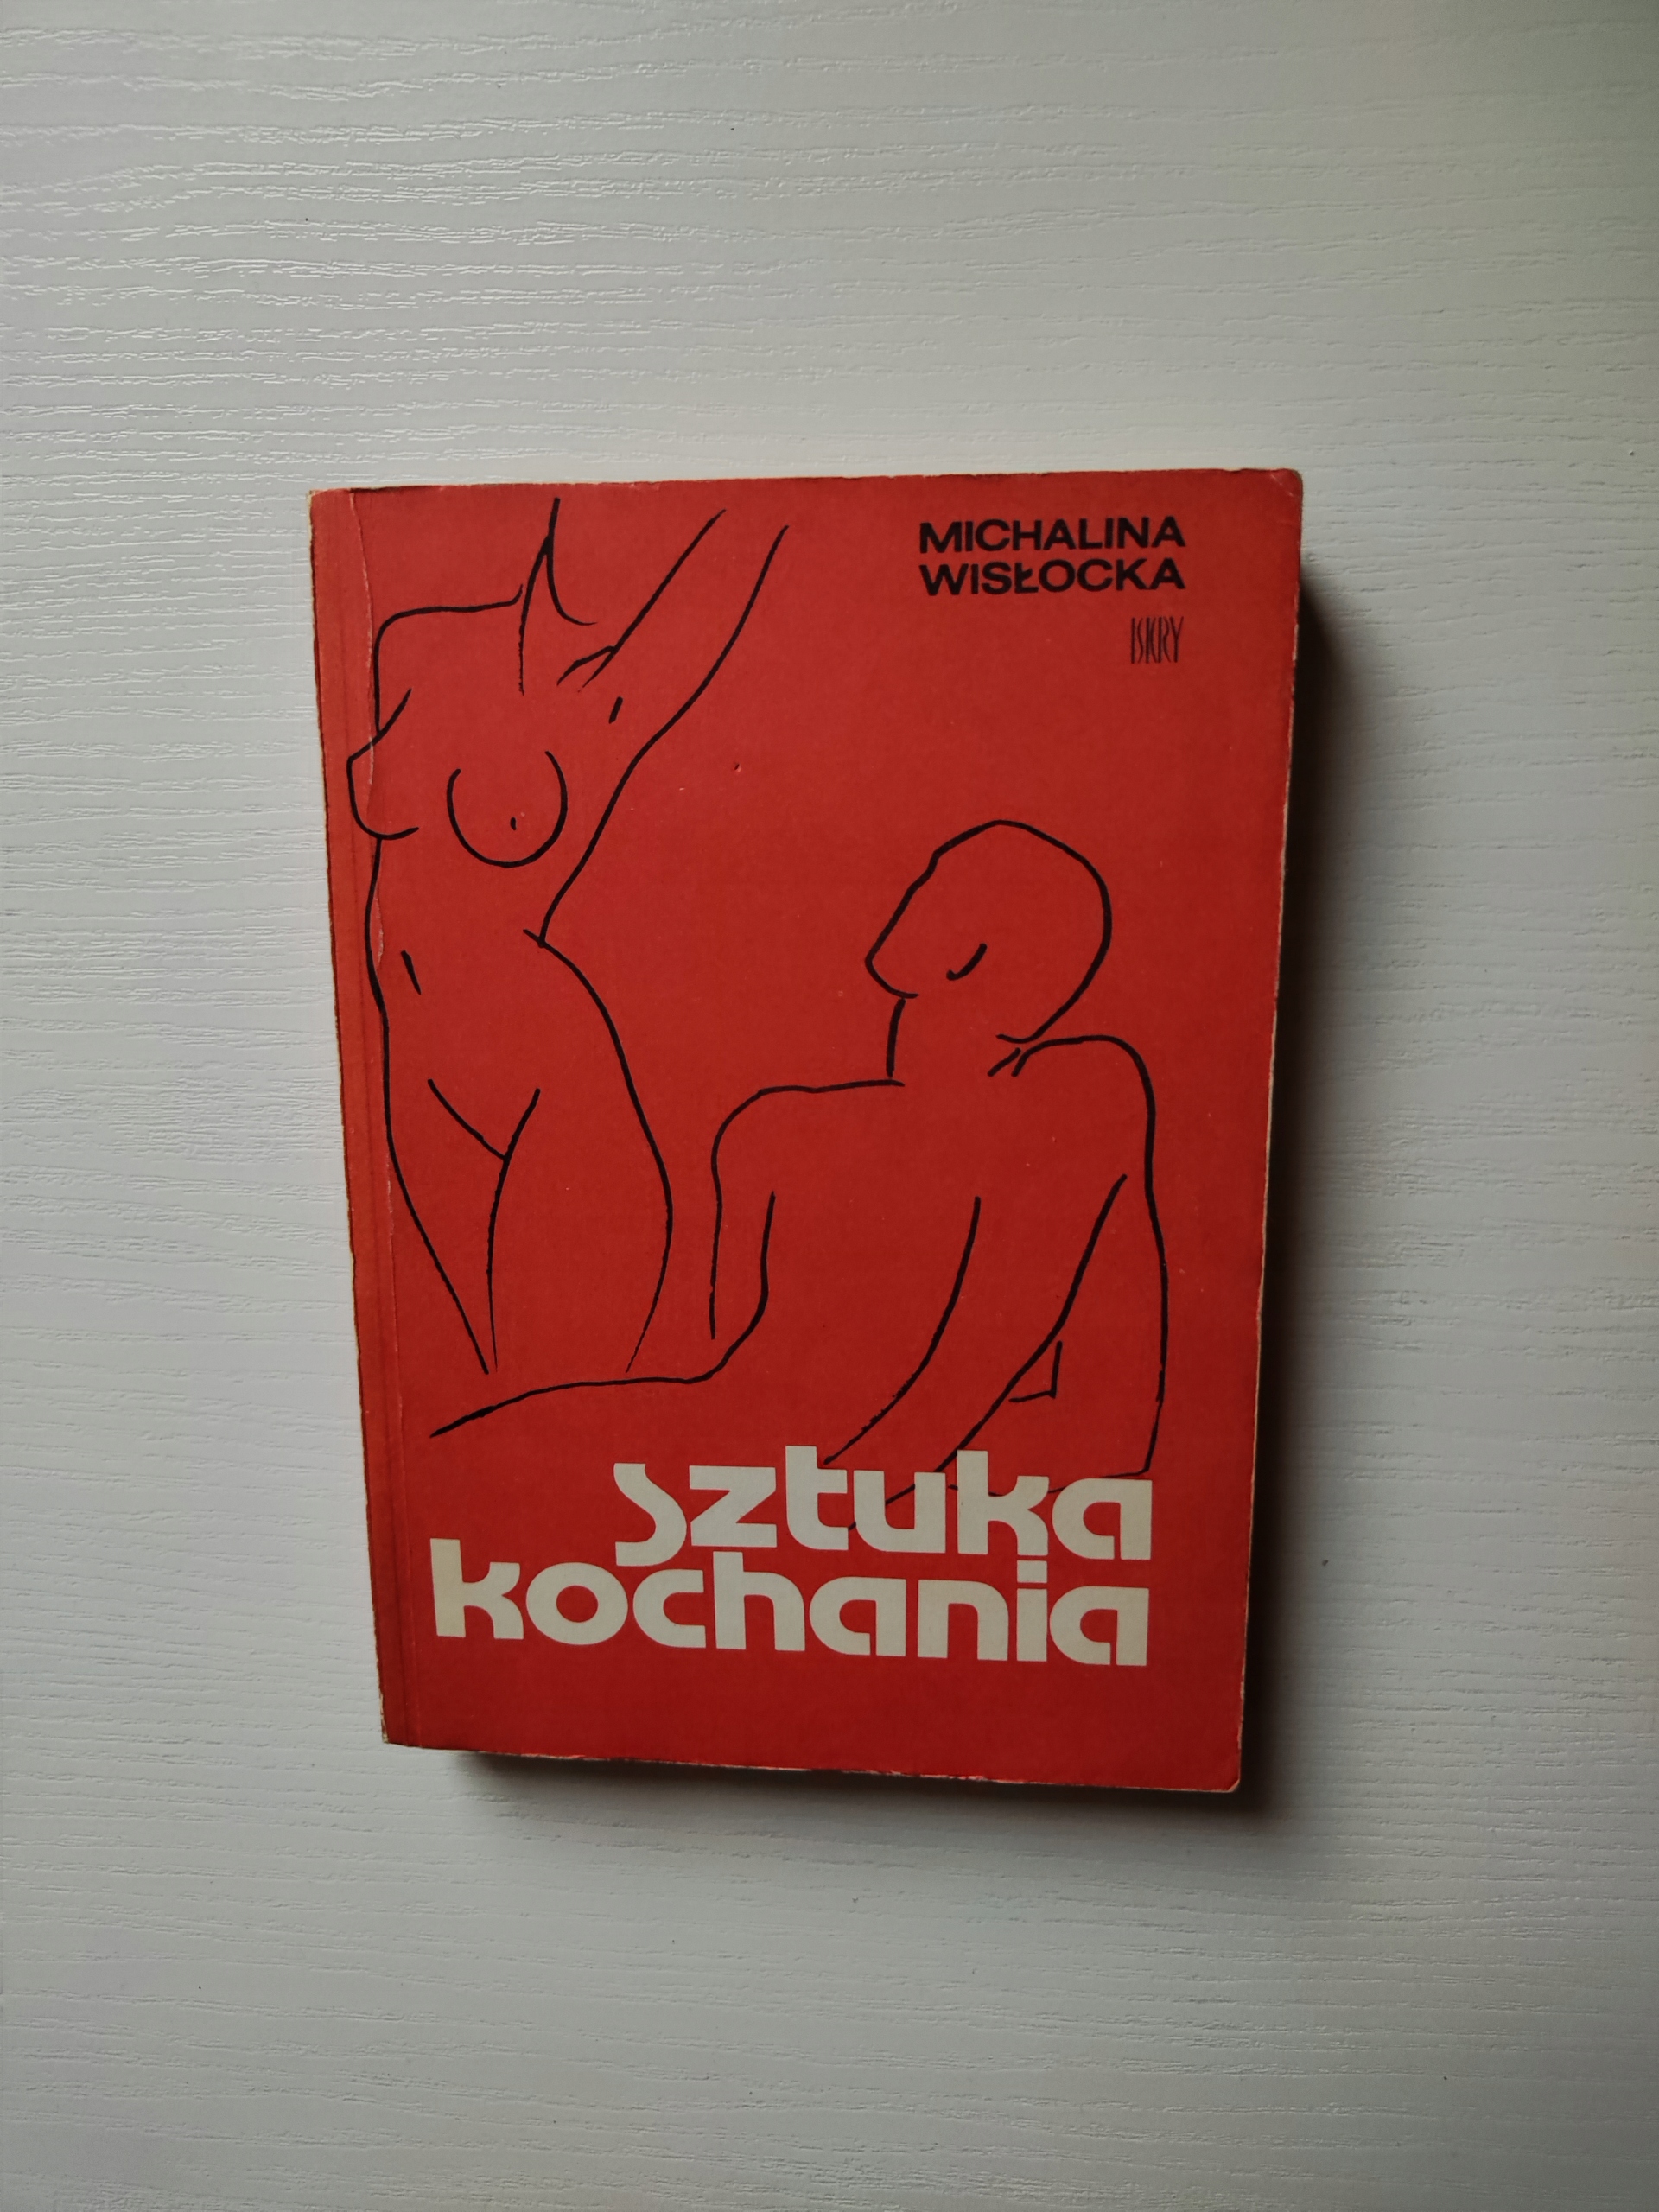 MICHALINA
WISŁOCKA
ISKRY
sztuka
kochania